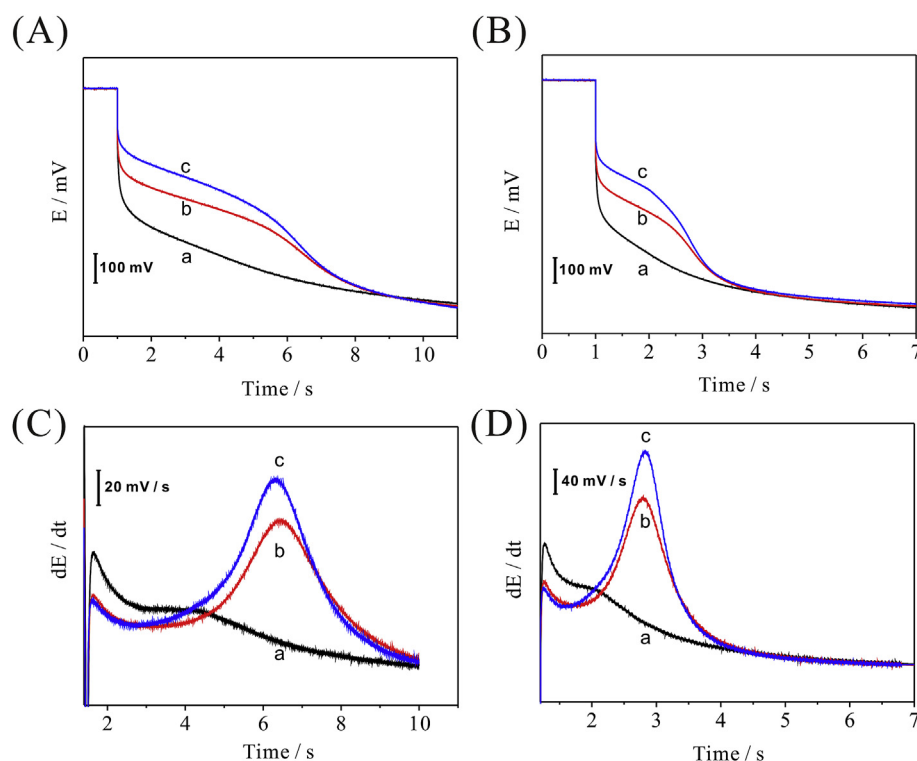 (A)
E / mV
c
b
a
100 mV
0 2 4 6 8 10
Time / s
(B)
E / mV
c
b
a
100 mV
0 1 2 3 4 5 6 7
Time / s
(C)
dE / dt
20 mV / s
c
b
a
2 4 6 8 10
Time / s
(D)
dE / dt
40 mV / s
c
b
a
2 3 4 5 6 7
Time / s